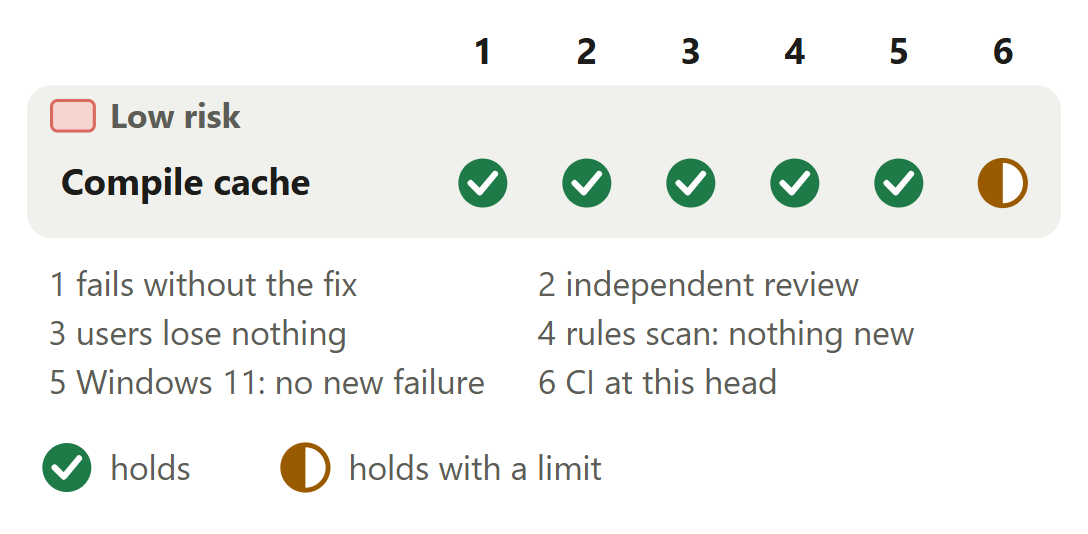 1 2 3 4 5 6
Low risk
Compile cache
1 fails without the fix
2 independent review
3 users lose nothing
4 rules scan: nothing new
5 Windows 11: no new failure
6 CI at this head
holds
holds with a limit